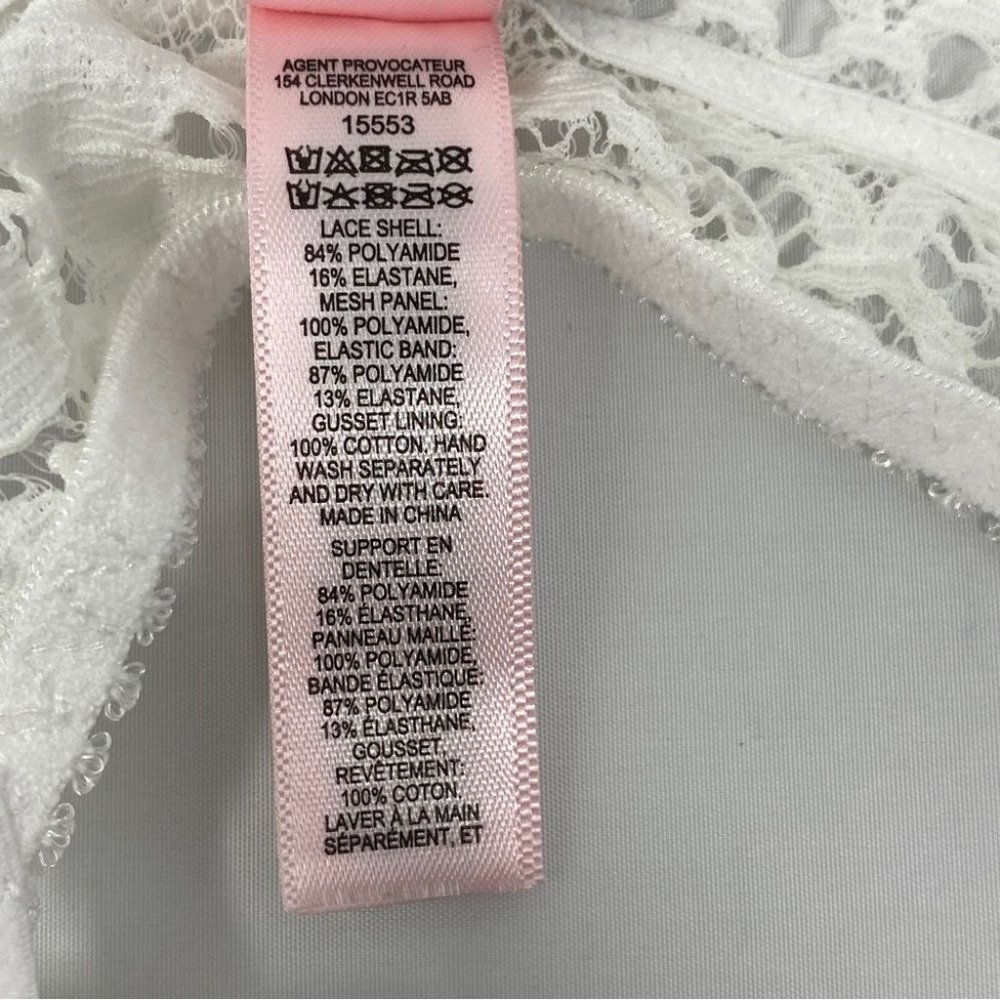 AGENT PROVOCATEUR
154 CLERKENWELL ROAD
LONDON EC1R 5AB
15553
LACE SHELL:
84% POLYAMIDE
16% ELASTANE,
MESH PANEL:
100% POLYAMIDE,
ELASTIC BAND:
87% POLYAMIDE
13% ELASTANE,
GUSSET LINING:
100% COTTON. HAND
WASH SEPARATELY
AND DRY WITH CARE.
MADE IN CHINA
SUPPORT EN
DENTELLE:
84% POLYAMIDE
16% ÉLASTHANE,
PANNEAU MAILLÉ:
100% POLYAMIDE,
BANDE ÉLASTIQUE:
87% POLYAMIDE
13% ÉLASTHANE,
GOUSSET,
REVÊTEMENT:
100% COTON.
LAVER À LA MAIN
SÉPARÉMENT, ET